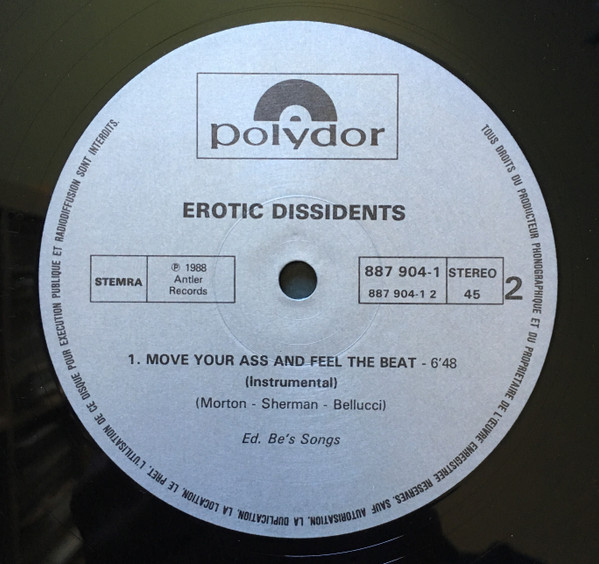 polydor
EROTIC DISSIDENTS
STEMRA
℗ 1988
Antler
Records
887 904-1
887 904-1 2
STEREO
45
2
1. MOVE YOUR ASS AND FEEL THE BEAT - 6'48
(Instrumental)
(Morton - Sherman - Bellucci)
Ed. Be's Songs
TOUS DROITS DU PRODUCTEUR PHONOGRAPHIQUE ET DU PROPRIETAIRE DE L'ŒUVRE ENREGISTREE RESERVES. SAUF AUTORISATION, LA DUPLICATION, LA LOCATION, LE PRET, L'UTILISATION DE CE DISQUE POUR EXECUTION PUBLIQUE ET RADIODIFFUSION SONT INTERDITS.